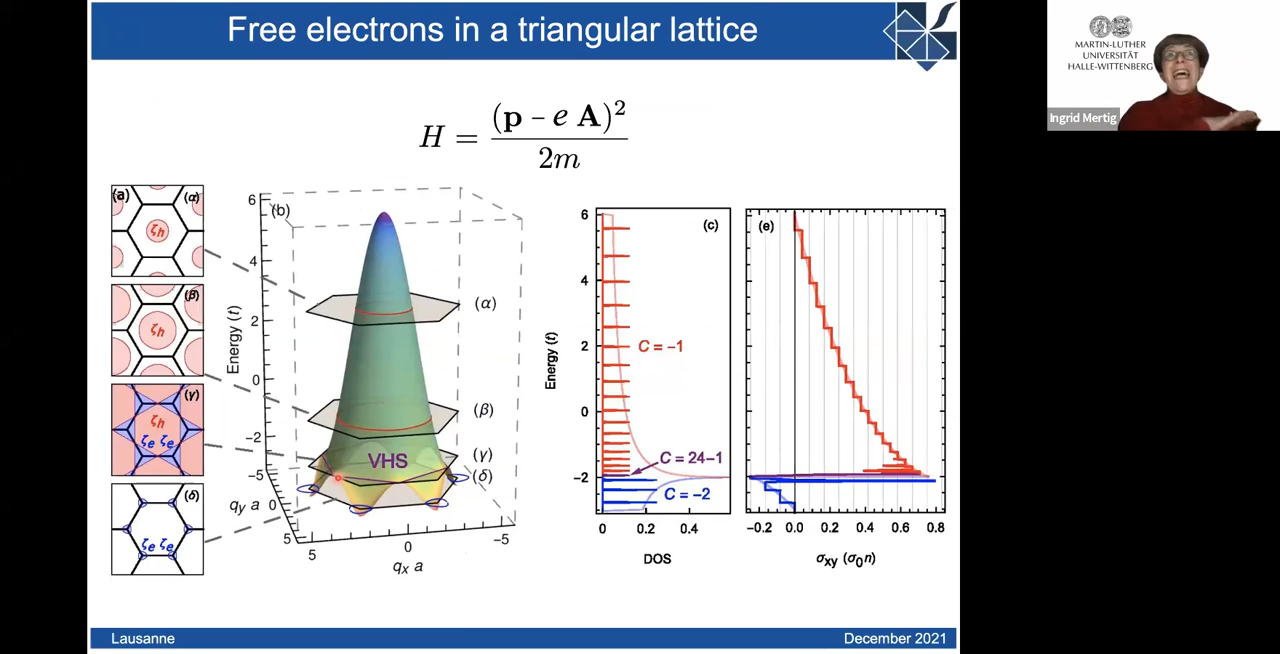 Free electrons in a triangular lattice
MARTIN-LUTHER
UNIVERSITÄT
HALLE-WITTENBERG
Ingrid Mertig
H = (p – e A)² / 2m
(a)
(α)
ζh
(β)
ζh
(γ)
ζh
ζe ζe
(δ)
ζe ζe
(b)
Energy (t)
6
4
2
0
−2
−5
qy a
0
5
5
0
−5
qx a
(α)
(β)
(γ)
(δ)
VHS
(c)
Energy (t)
6
4
2
0
−2
C = −1
C = 24−1
C = −2
0
0.2
0.4
DOS
(e)
−0.2
0.0
0.2
0.4
0.6
0.8
σxy (σ0n)
Lausanne
December 2021